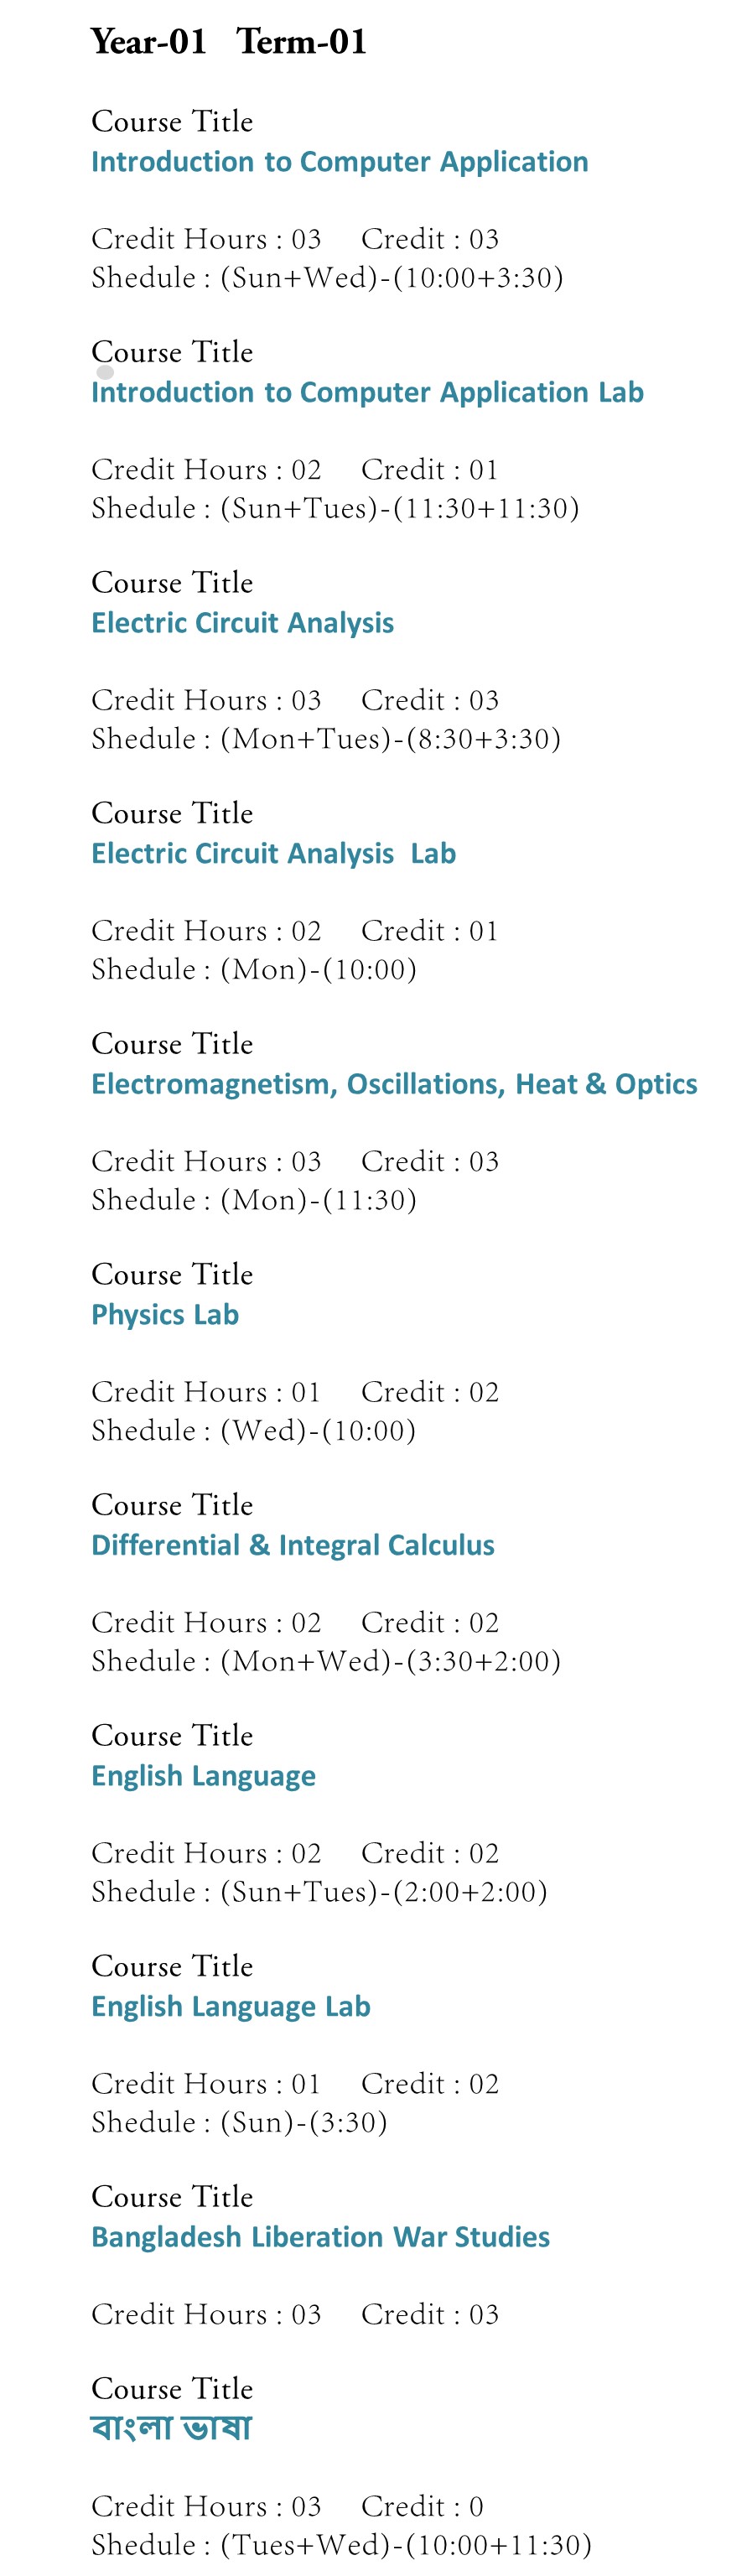 Year-01 Term-01
Course Title
Introduction to Computer Application
Credit Hours : 03 Credit : 03
Shedule : (Sun+Wed)-(10:00+3:30)
Course Title
Introduction to Computer Application Lab
Credit Hours : 02 Credit : 01
Shedule : (Sun+Tues)-(11:30+11:30)
Course Title
Electric Circuit Analysis
Credit Hours : 03 Credit : 03
Shedule : (Mon+Tues)-(8:30+3:30)
Course Title
Electric Circuit Analysis Lab
Credit Hours : 02 Credit : 01
Shedule : (Mon)-(10:00)
Course Title
Electromagnetism, Oscillations, Heat & Optics
Credit Hours : 03 Credit : 03
Shedule : (Mon)-(11:30)
Course Title
Physics Lab
Credit Hours : 01 Credit : 02
Shedule : (Wed)-(10:00)
Course Title
Differential & Integral Calculus
Credit Hours : 02 Credit : 02
Shedule : (Mon+Wed)-(3:30+2:00)
Course Title
English Language
Credit Hours : 02 Credit : 02
Shedule : (Sun+Tues)-(2:00+2:00)
Course Title
English Language Lab
Credit Hours : 01 Credit : 02
Shedule : (Sun)-(3:30)
Course Title
Bangladesh Liberation War Studies
Credit Hours : 03 Credit : 03
Course Title
বাংলা ভাষা
Credit Hours : 03 Credit : 0
Shedule : (Tues+Wed)-(10:00+11:30)